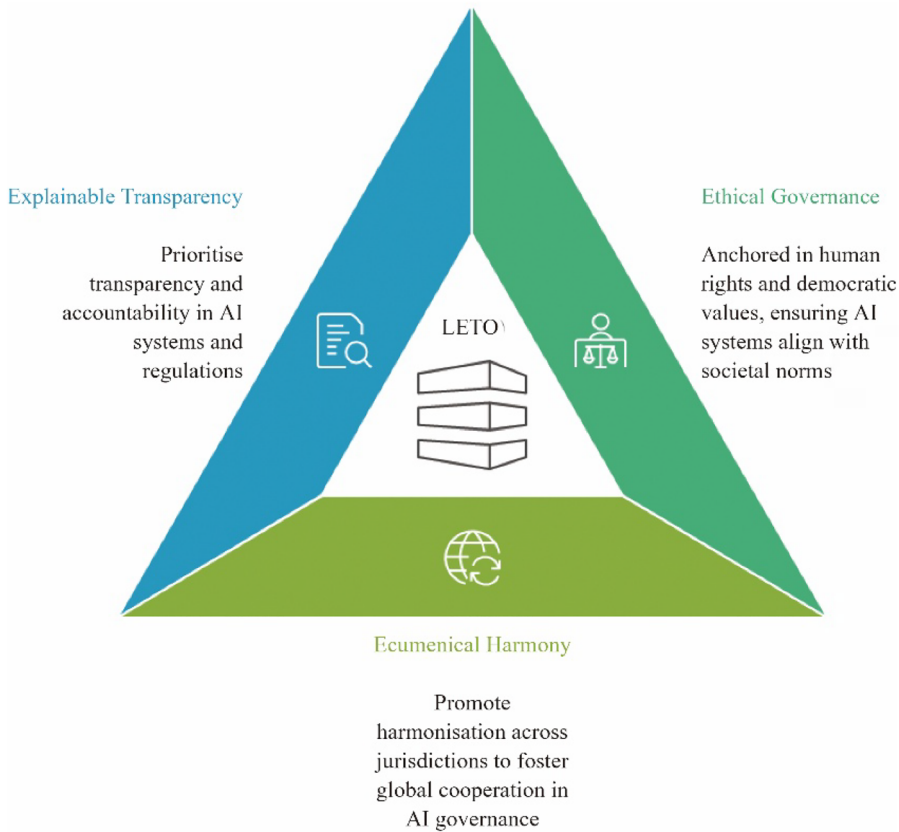 Explainable Transparency
Prioritise
transparency and
accountability in AI
systems and
regulations
Ethical Governance
Anchored in human
rights and democratic
values, ensuring AI
systems align with
societal norms
LETO
Ecumenical Harmony
Promote
harmonisation across
jurisdictions to foster
global cooperation in
AI governance